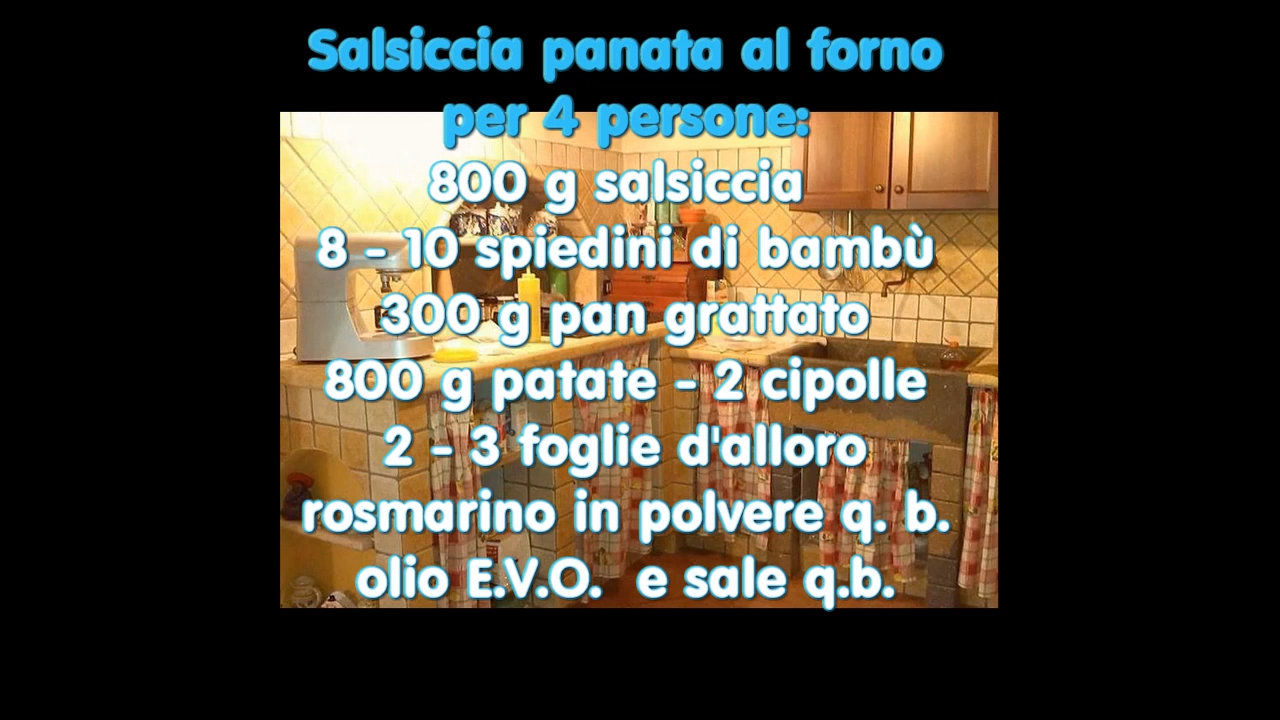 Salsiccia panata al forno
per 4 persone:
800 g salsiccia
8 - 10 spiedini di bambù
300 g pan grattato
800 g patate - 2 cipolle
2 - 3 foglie d'alloro
rosmarino in polvere q. b.
olio E.V.O. e sale q.b.